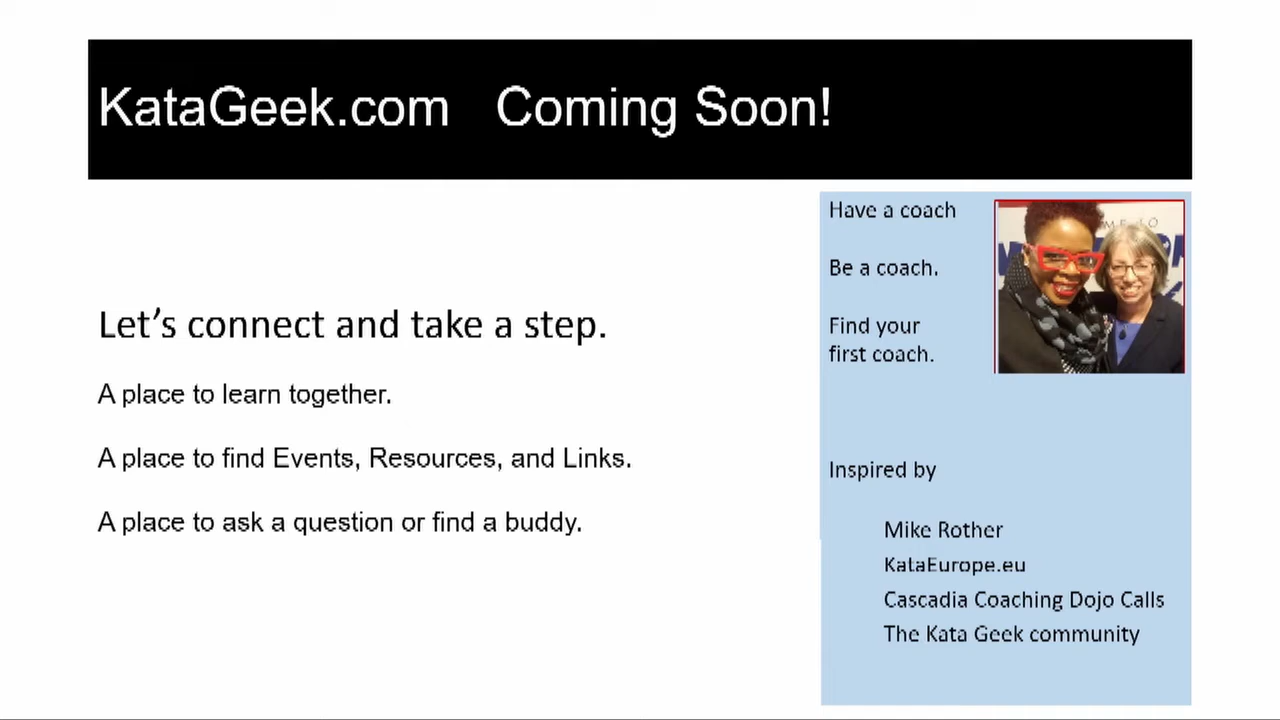 KataGeek.com Coming Soon!
Let's connect and take a step.
A place to learn together.
A place to find Events, Resources, and Links.
A place to ask a question or find a buddy.
Have a coach
Be a coach.
Find your
first coach.
Inspired by
Mike Rother
KataEurope.eu
Cascadia Coaching Dojo Calls
The Kata Geek community